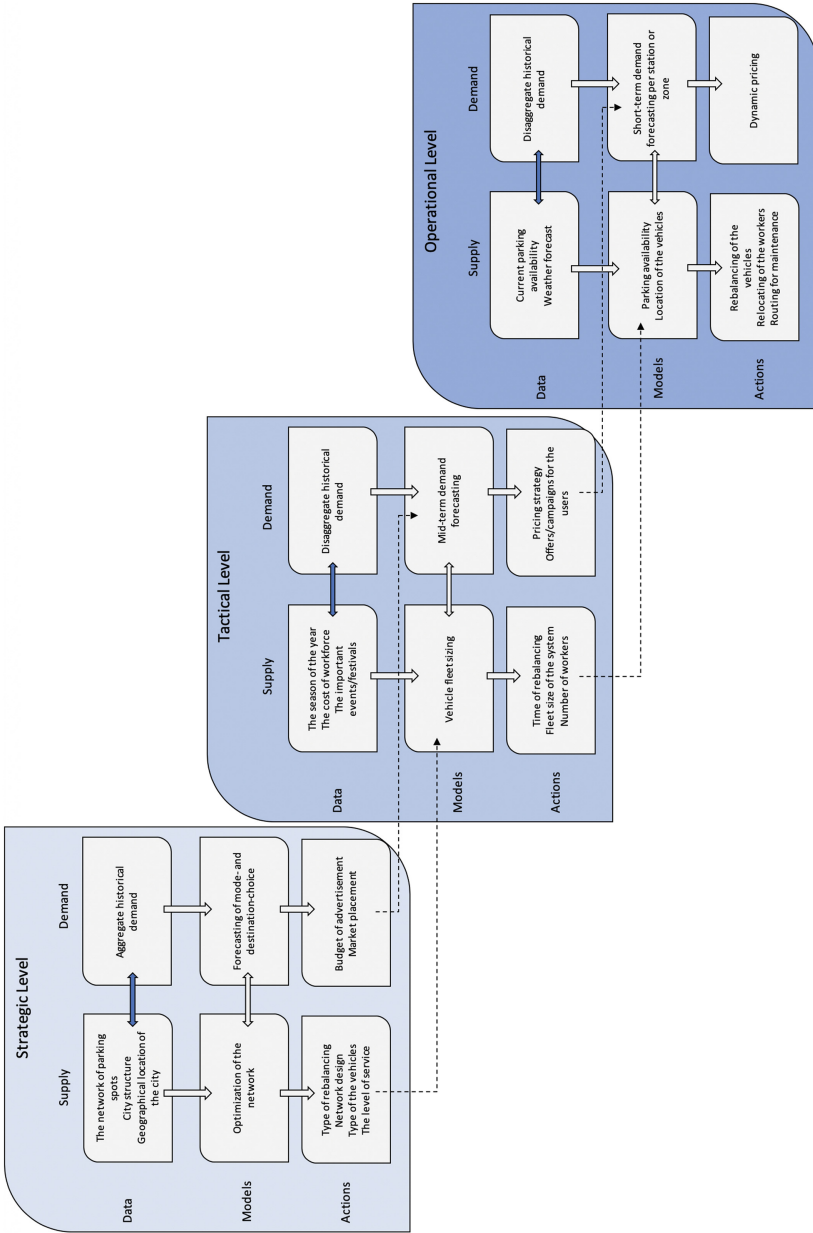 Strategic Level
Supply
Demand
Data
The network of parking
spots
City structure
Geographical location of
the city
Aggregate historical
demand
Models
Optimization of the
network
Forecasting of mode- and
destination-choice
Actions
Type of rebalancing
Network design
Type of the vehicles
The level of service
Budget of advertisement
Market placement
Tactical Level
Supply
Demand
Data
The season of the year
The cost of workforce
The important
events/festivals
Disaggregate historical
demand
Models
Vehicle fleet sizing
Mid-term demand
forecasting
Actions
Time of rebalancing
Fleet size of the system
Number of workers
Pricing strategy
Offers/campaigns for the
users
Operational Level
Supply
Demand
Data
Current parking
availability
Weather forecast
Disaggregate historical
demand
Models
Parking availability
Location of the vehicles
Short-term demand
forecasting per station or
zone
Actions
Rebalancing of the
vehicles
Relocating of the workers
Routing for maintenance
Dynamic pricing